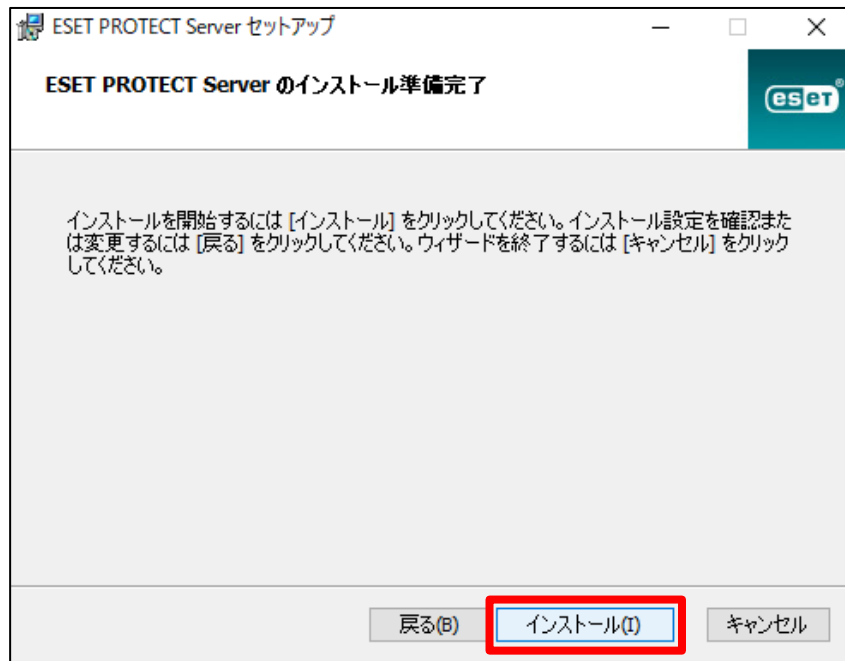 ESET PROTECT Server セットアップ
ESET PROTECT Server のインストール準備完了
eset®
インストールを開始するには [インストール] をクリックしてください。インストール設定を確認また
は変更するには [戻る] をクリックしてください。ウィザードを終了するには [キャンセル] をクリック
してください。
戻る(B) インストール(I) キャンセル